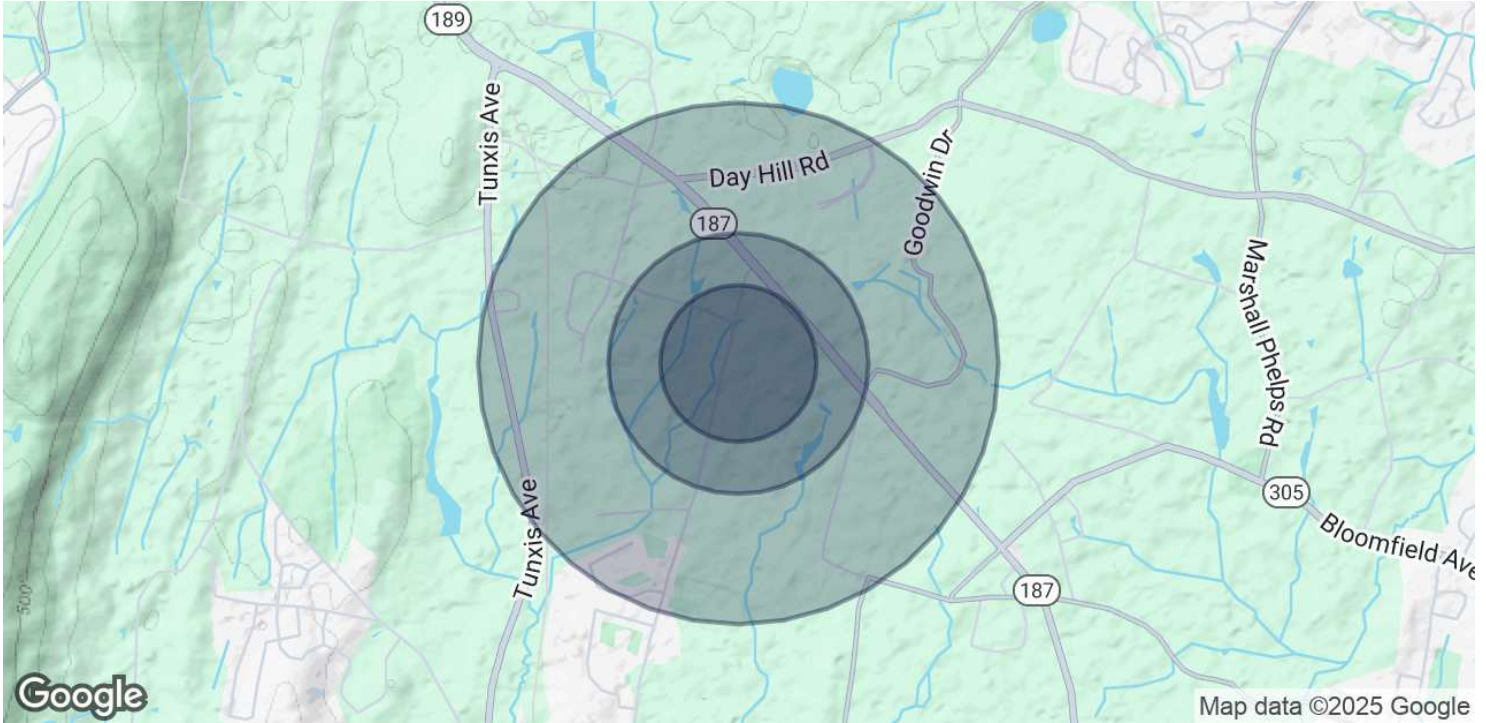 189
Tunxis Ave
Day Hill Rd
Goodwin Dr
187
Marshall Phelps Rd
305
Bloomfield Ave
Tunxis Ave
187
500'
Google
Map data ©2025 Google